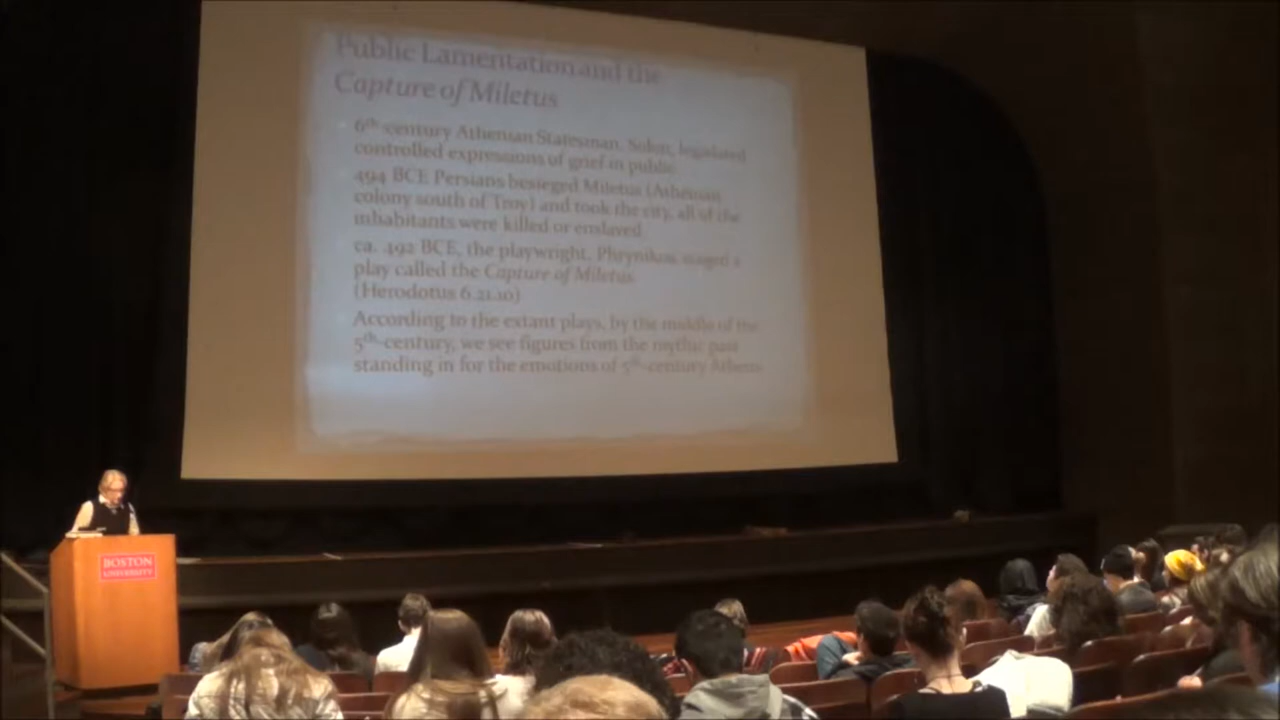 Public Lamentation and the
Capture of Miletus
6th-century Athenian Statesman, Solon, legislated
controlled expressions of grief in public.
494 BCE Persians besieged Miletus (Athenian
colony south of Troy) and took the city, all of the
inhabitants were killed or enslaved
ca. 492 BCE, the playwright, Phrynikos staged a
play called the Capture of Miletus
(Herodotus 6.21.10)
According to the extant plays, by the middle of the
5th-century, we see figures from the mythic past
standing in for the emotions of 5th-century Athens
BOSTON
UNIVERSITY